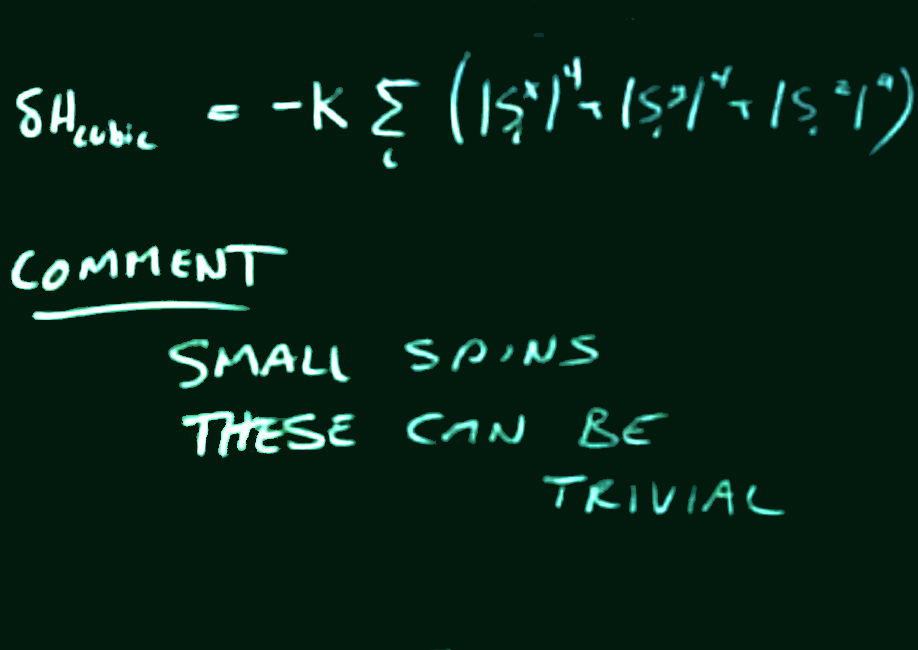 δH_cubic = -K Σ_i (|S_i^x|^4 + |S_i^y|^4 + |S_i^z|^4)
COMMENT
SMALL SPINS
THESE CAN BE
TRIVIAL